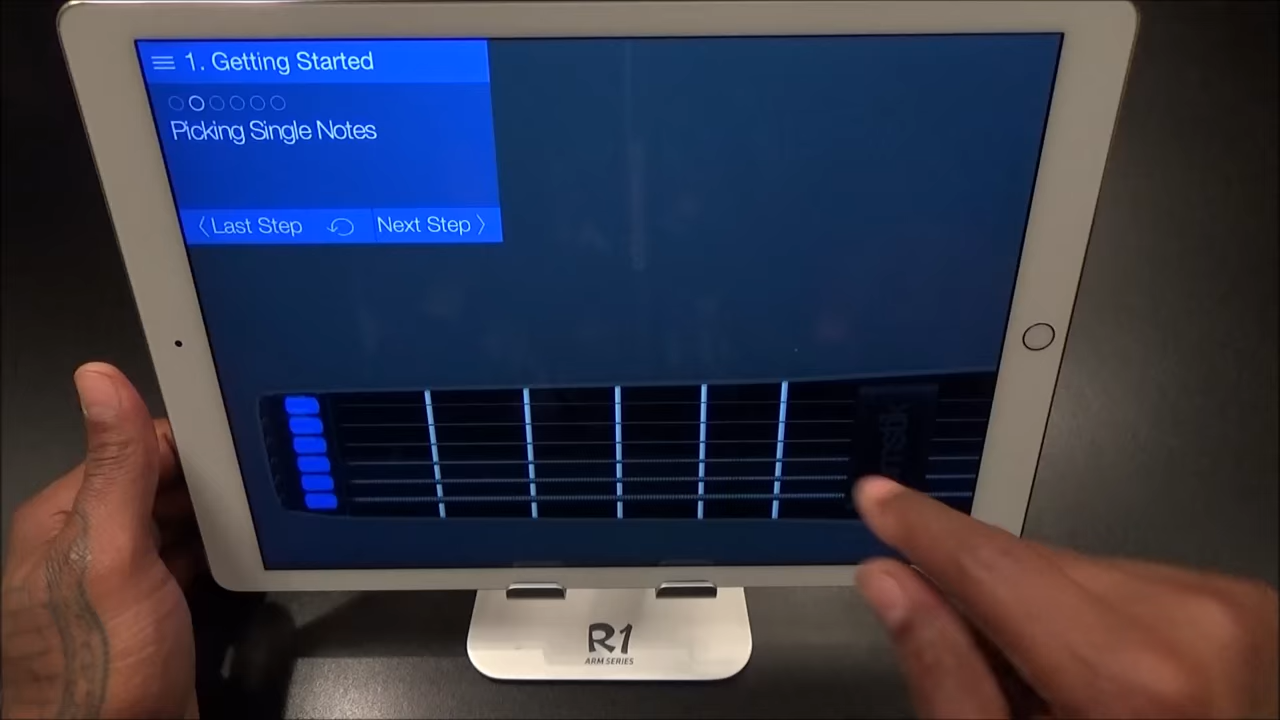 1. Getting Started
Picking Single Notes
Last Step
Next Step
R1
ARM SERIES